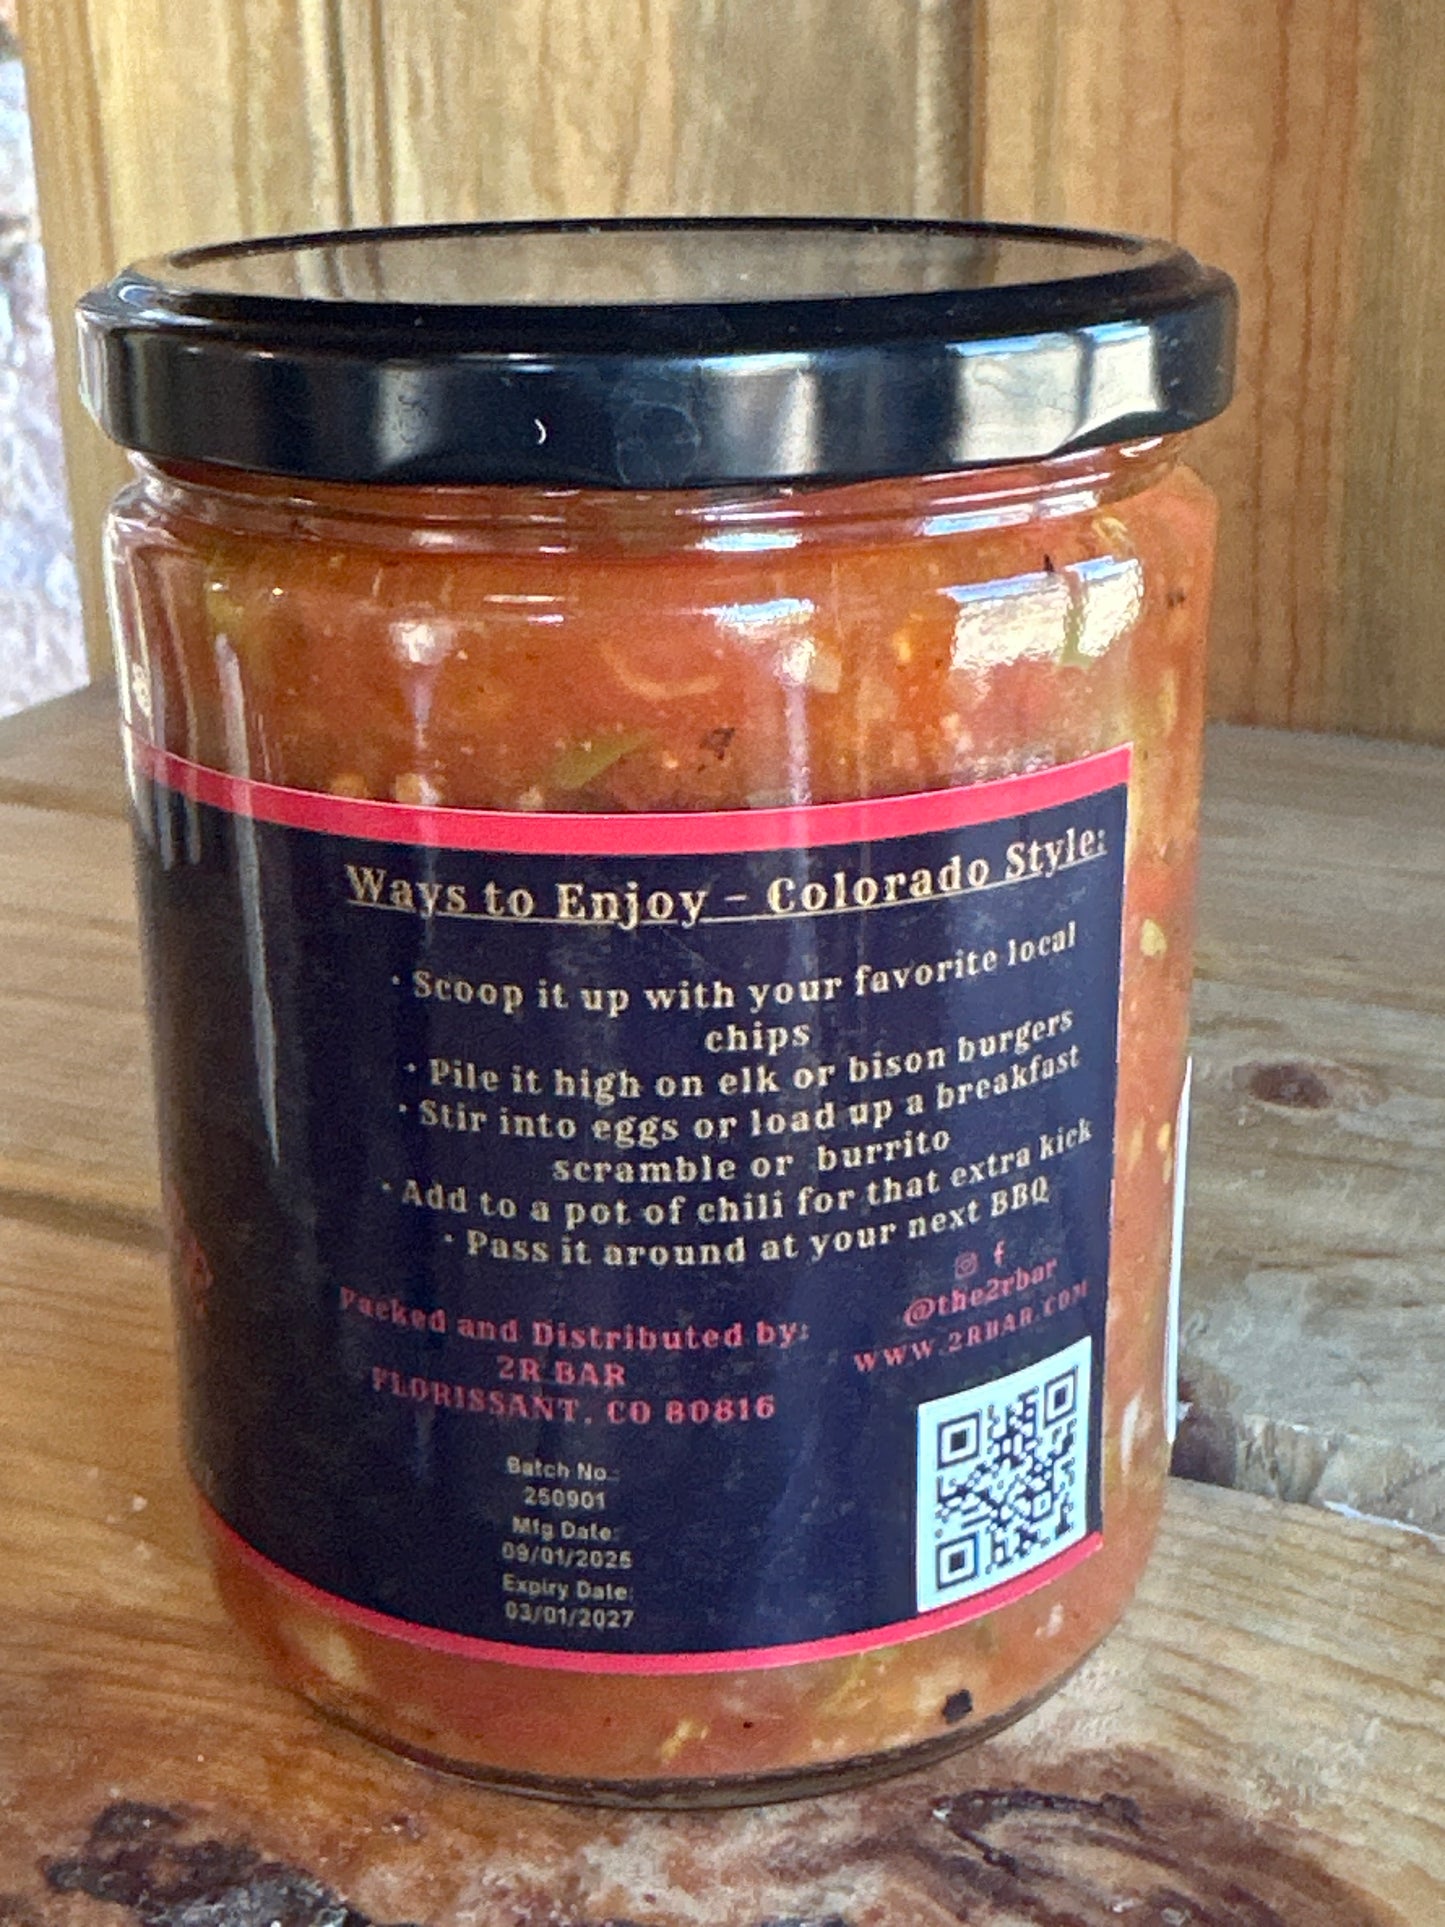 Ways to Enjoy - Colorado Style:
· Scoop it up with your favorite local
chips
· Pile it high on elk or bison burgers
· Stir into eggs or load up a breakfast
scramble or burrito
· Add to a pot of chili for that extra kick
· Pass it around at your next BBQ
Packed and Distributed by:
2R BAR
FLORISSANT, CO 80816
@the2rbar
WWW.2RBAR.COM
Batch No.:
250901
Mfg Date:
09/01/2025
Expiry Date:
03/01/2027